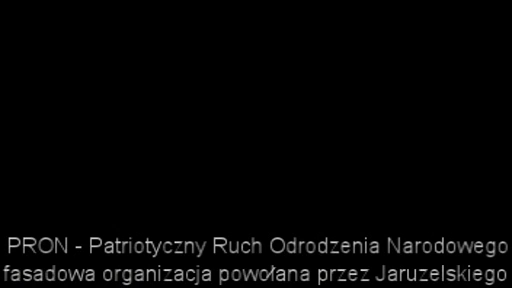 PRON - Patriotyczny Ruch Odrodzenia Narodowego
fasadowa organizacja powołana przez Jaruzelskiego